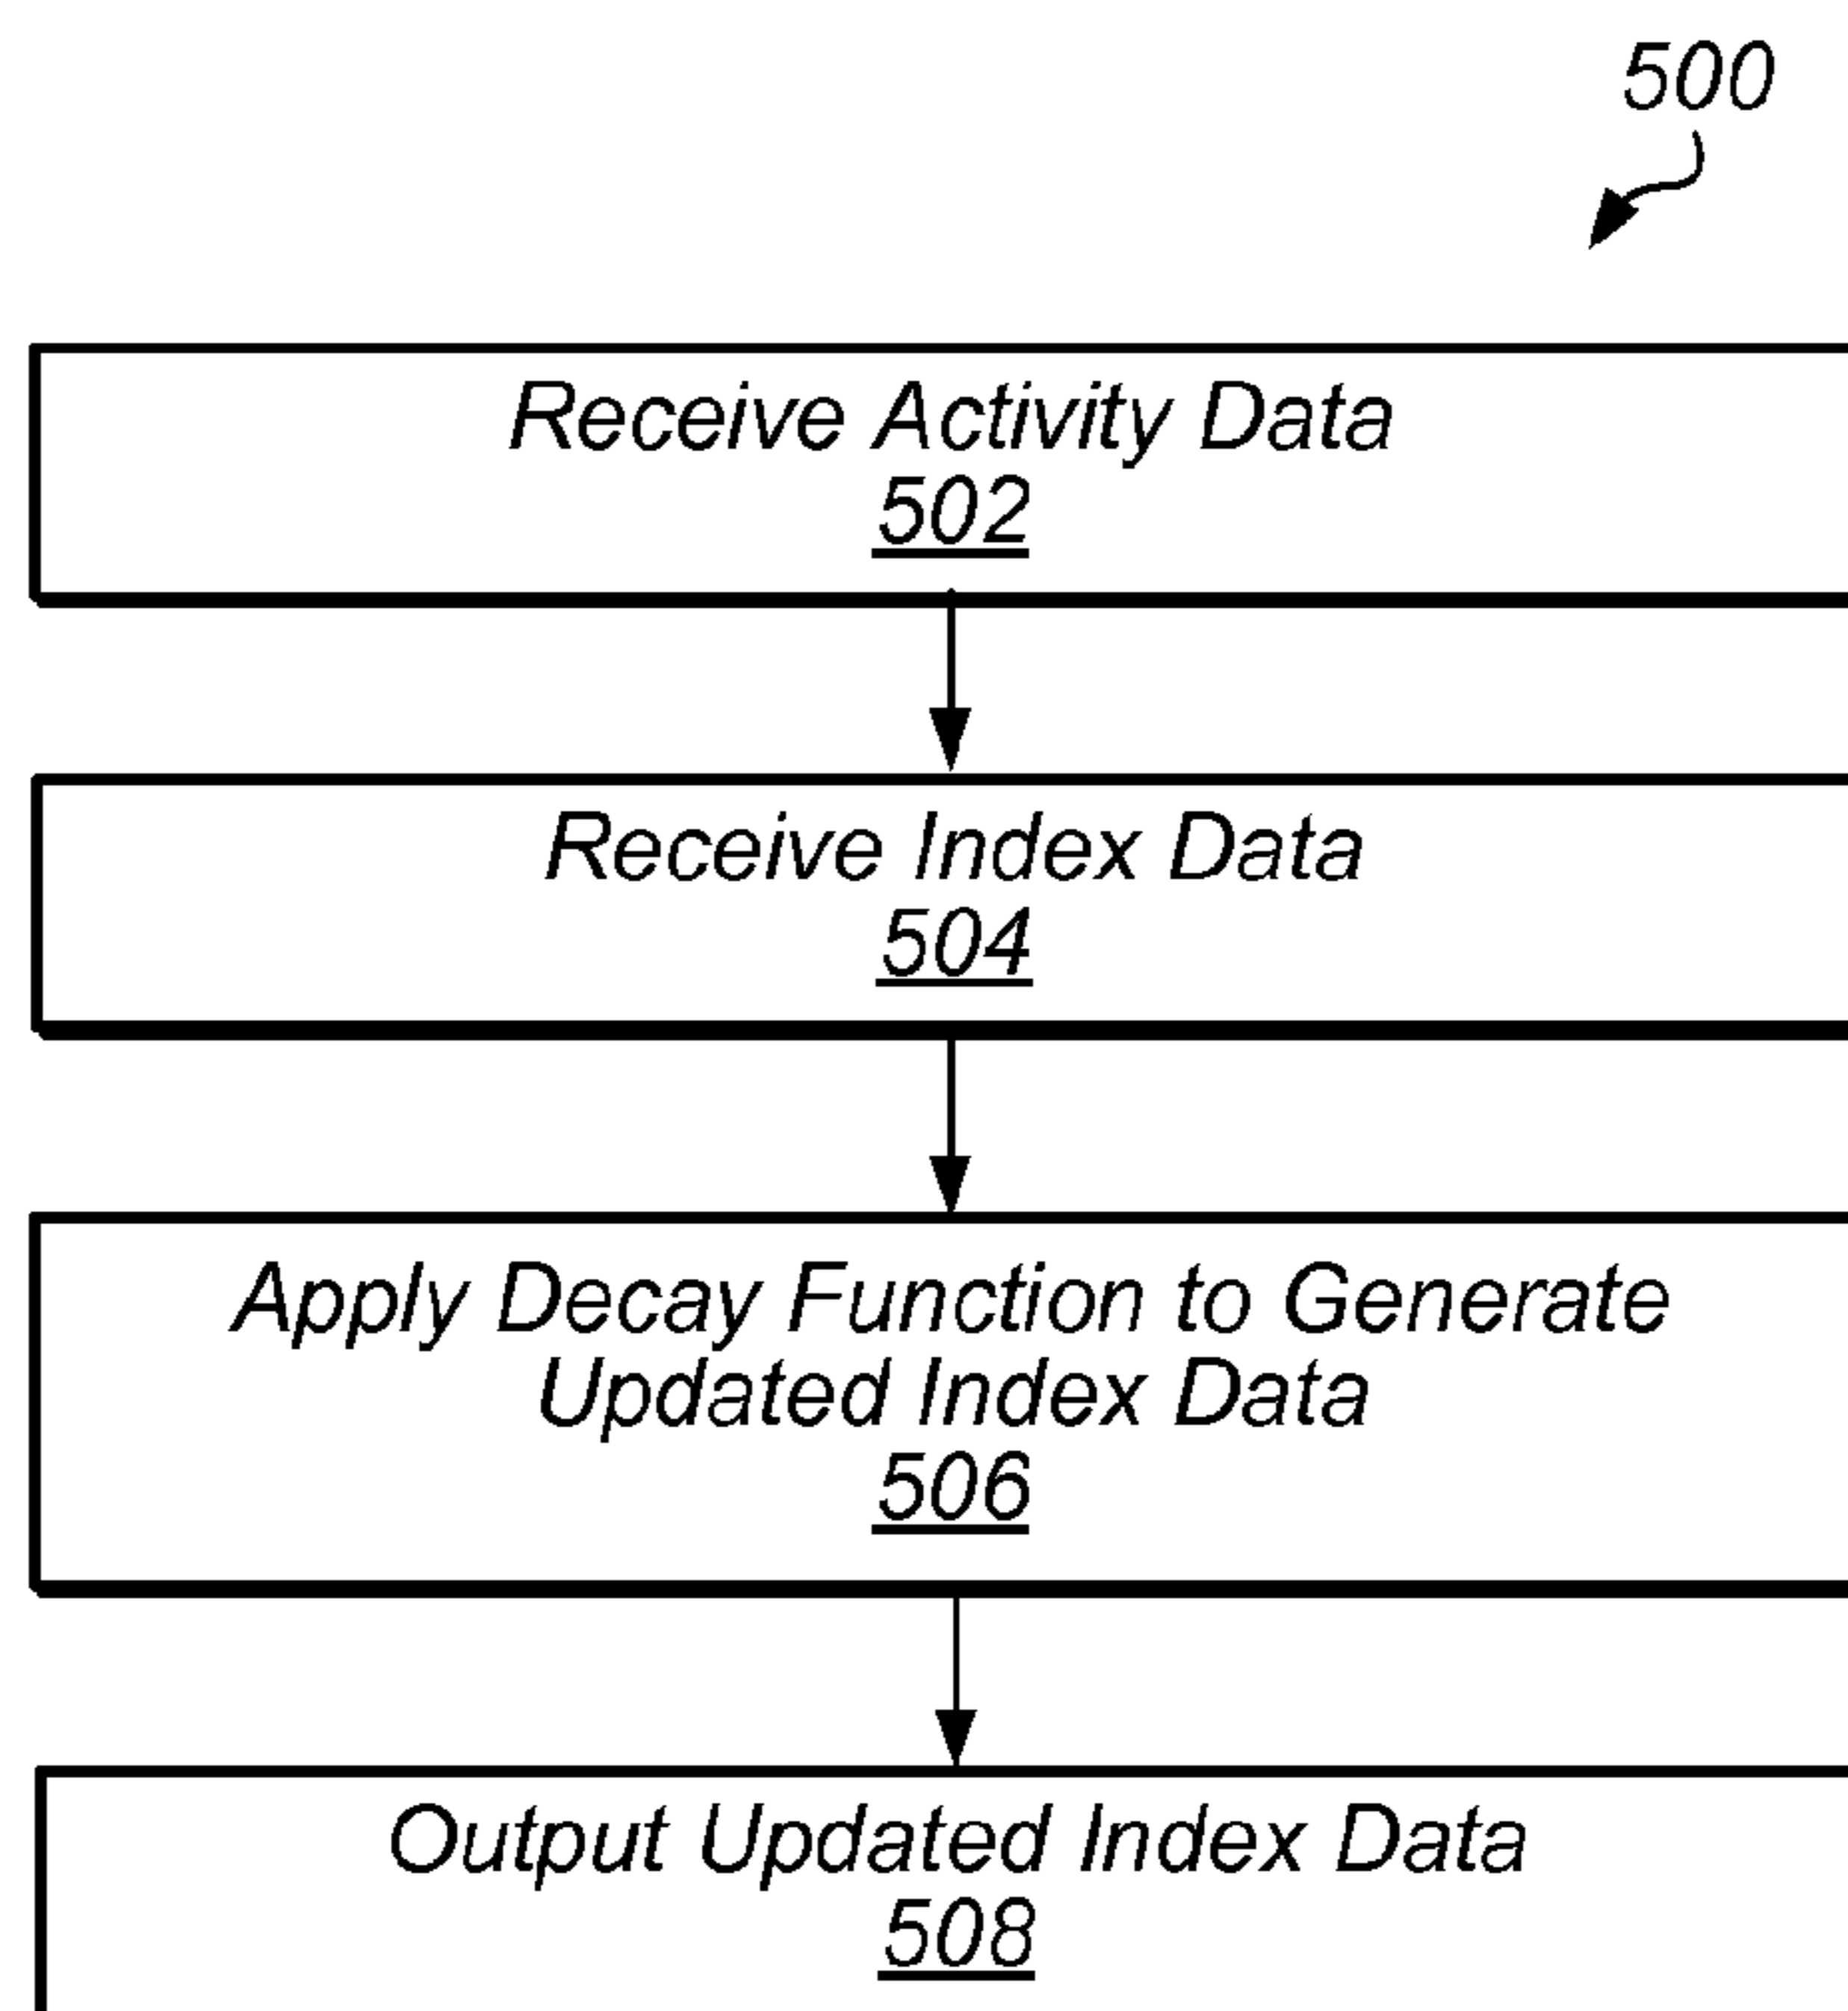 500
Receive Activity Data
502
Receive Index Data
504
Apply Decay Function to Generate
Updated Index Data
506
Output Updated Index Data
508